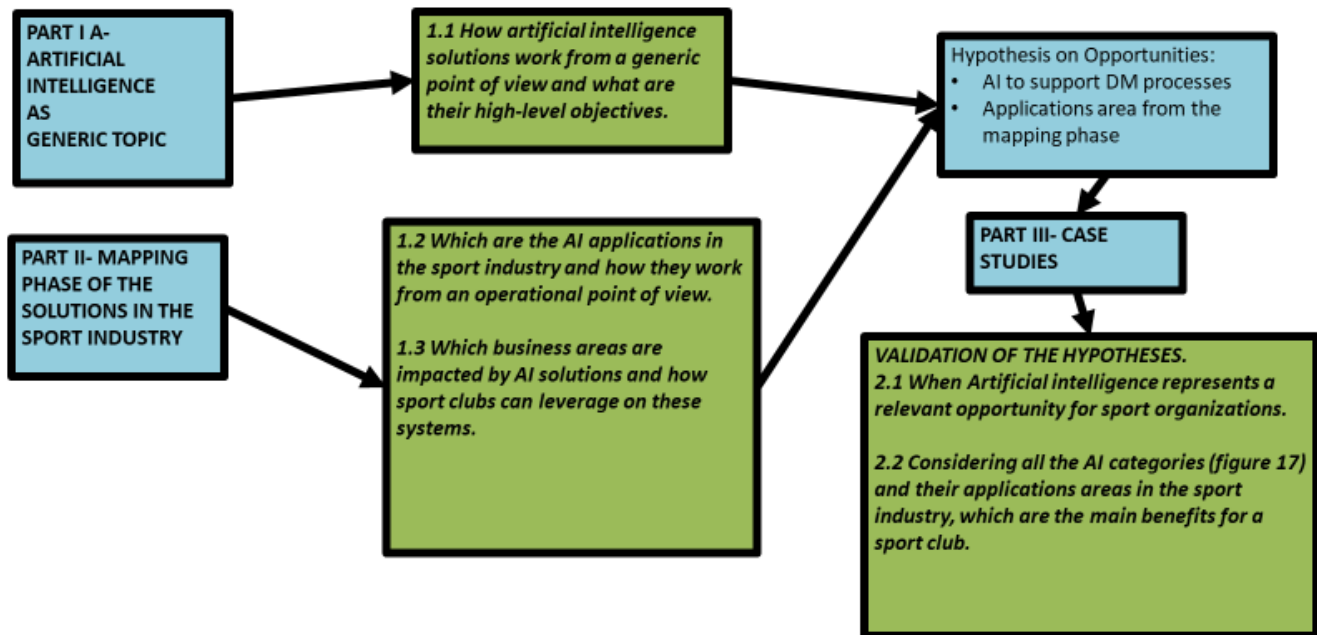 PART I A-
ARTIFICIAL
INTELLIGENCE
AS
GENERIC TOPIC
1.1 How artificial intelligence
solutions work from a generic
point of view and what are
their high-level objectives.
Hypothesis on Opportunities:
• AI to support DM processes
• Applications area from the
mapping phase
PART II- MAPPING
PHASE OF THE
SOLUTIONS IN THE
SPORT INDUSTRY
1.2 Which are the AI applications in
the sport industry and how they work
from an operational point of view.
1.3 Which business areas are
impacted by AI solutions and how
sport clubs can leverage on these
systems.
PART III- CASE
STUDIES
VALIDATION OF THE HYPOTHESES.
2.1 When Artificial intelligence represents a
relevant opportunity for sport organizations.
2.2 Considering all the AI categories (figure 17)
and their applications areas in the sport
industry, which are the main benefits for a
sport club.